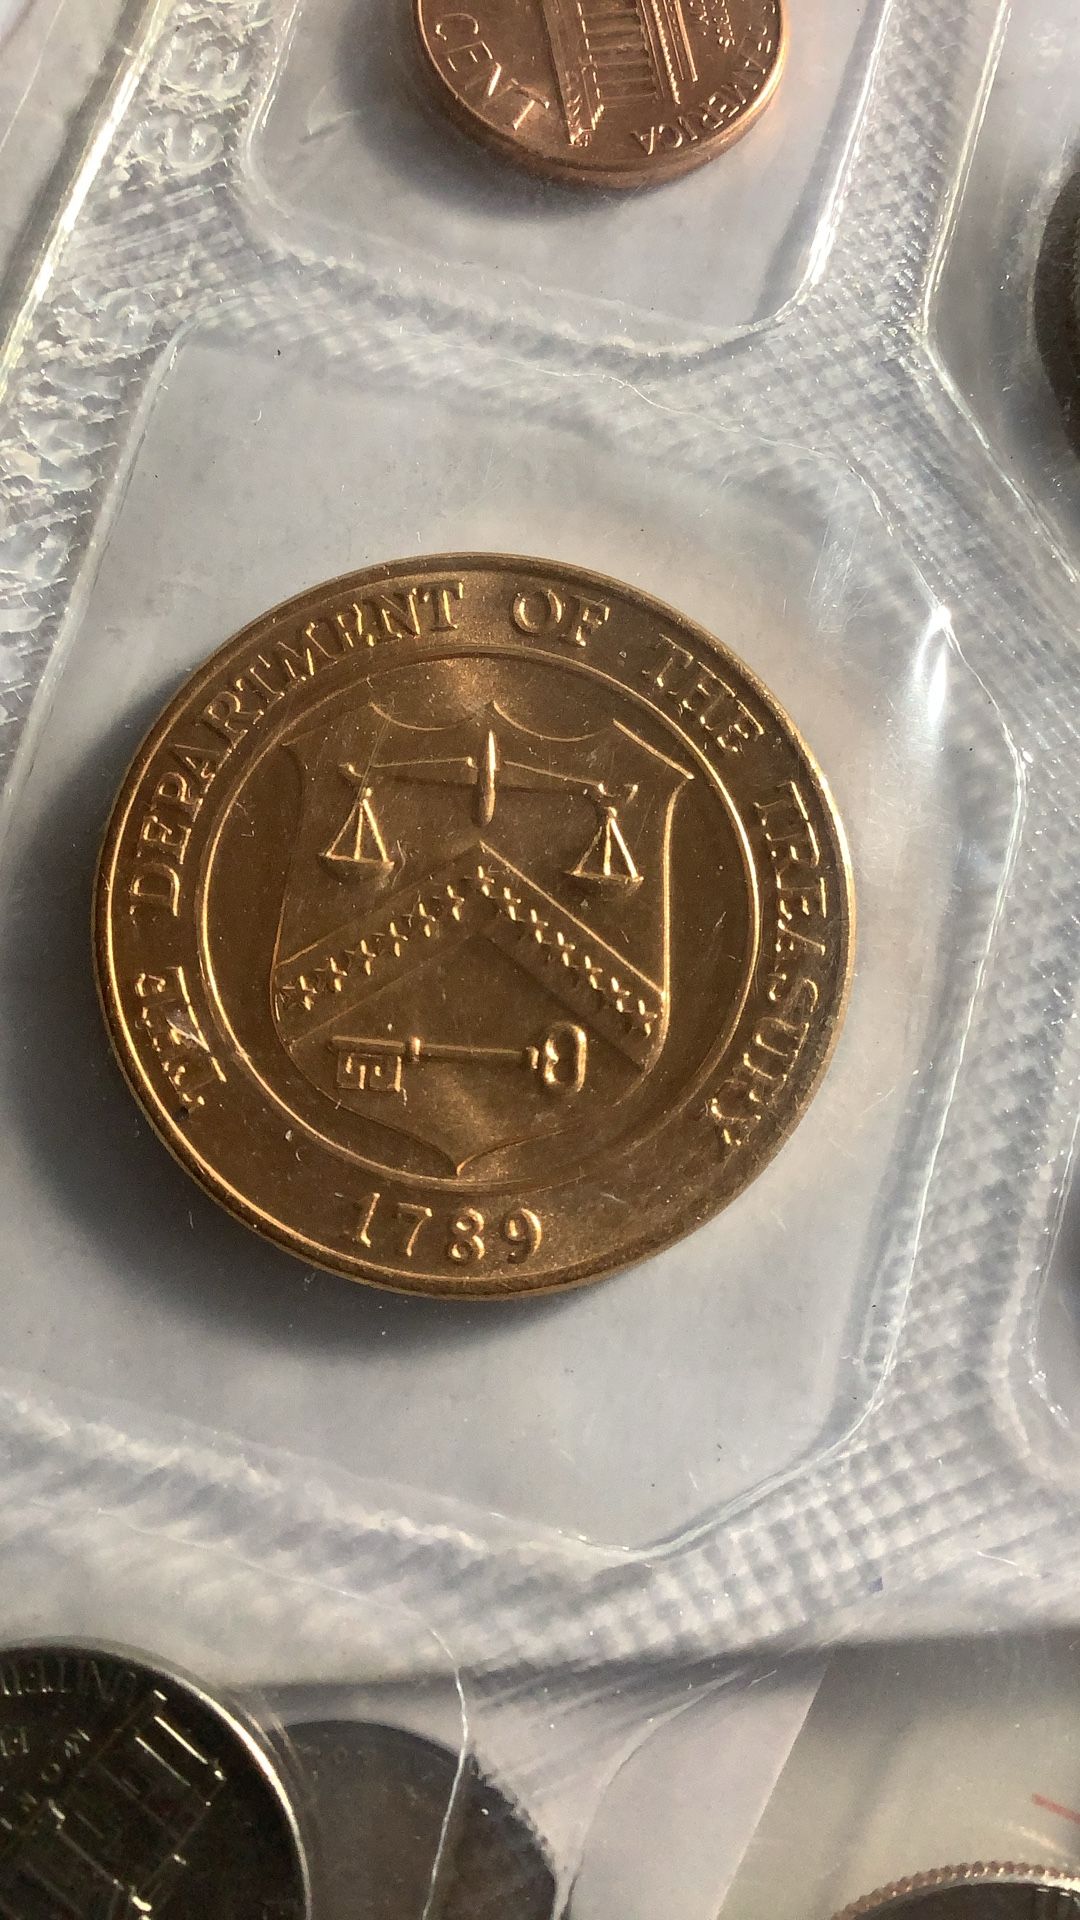 CENT
AMERICA
THE DEPARTMENT OF THE TREASURY
1789